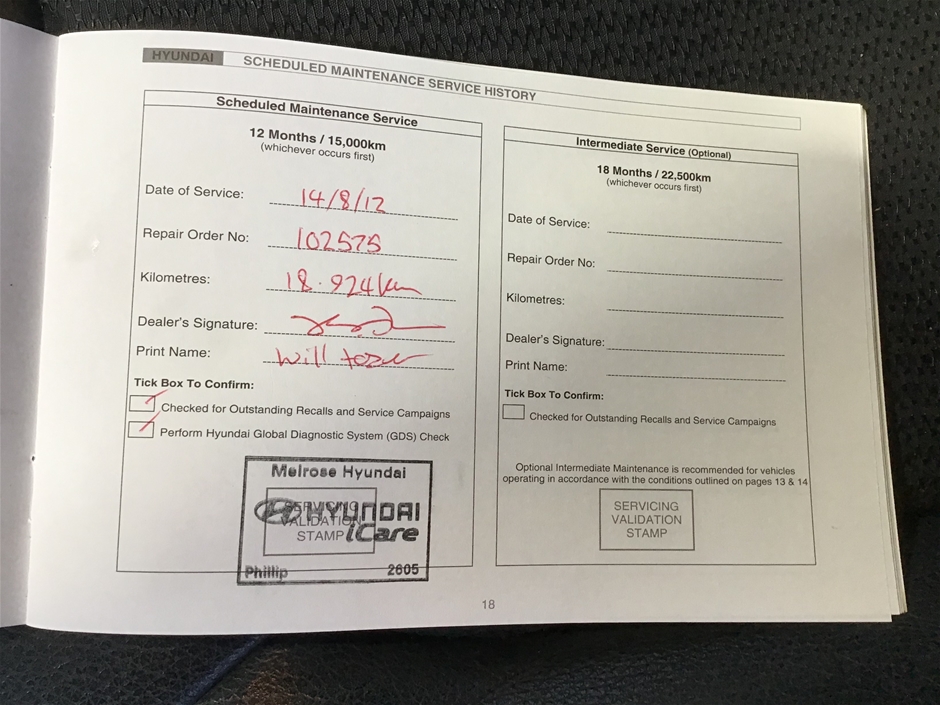 HYUNDAI SCHEDULED MAINTENANCE SERVICE HISTORY
Scheduled Maintenance Service
12 Months / 15,000km
(whichever occurs first)
Date of Service: 14/8/12
Repair Order No: 102575
Kilometres: 18.924km
Dealer's Signature:
Print Name: Will
Tick Box To Confirm:
Checked for Outstanding Recalls and Service Campaigns
Perform Hyundai Global Diagnostic System (GDS) Check
Melrose Hyundai
HYUNDAI
iCare
SERVICING
VALIDATION
STAMP
Phillip 2605
Intermediate Service (Optional)
18 Months / 22,500km
(whichever occurs first)
Date of Service:
Repair Order No:
Kilometres:
Dealer's Signature:
Print Name:
Tick Box To Confirm:
Checked for Outstanding Recalls and Service Campaigns
Optional Intermediate Maintenance is recommended for vehicles
operating in accordance with the conditions outlined on pages 13 & 14
SERVICING
VALIDATION
STAMP
18